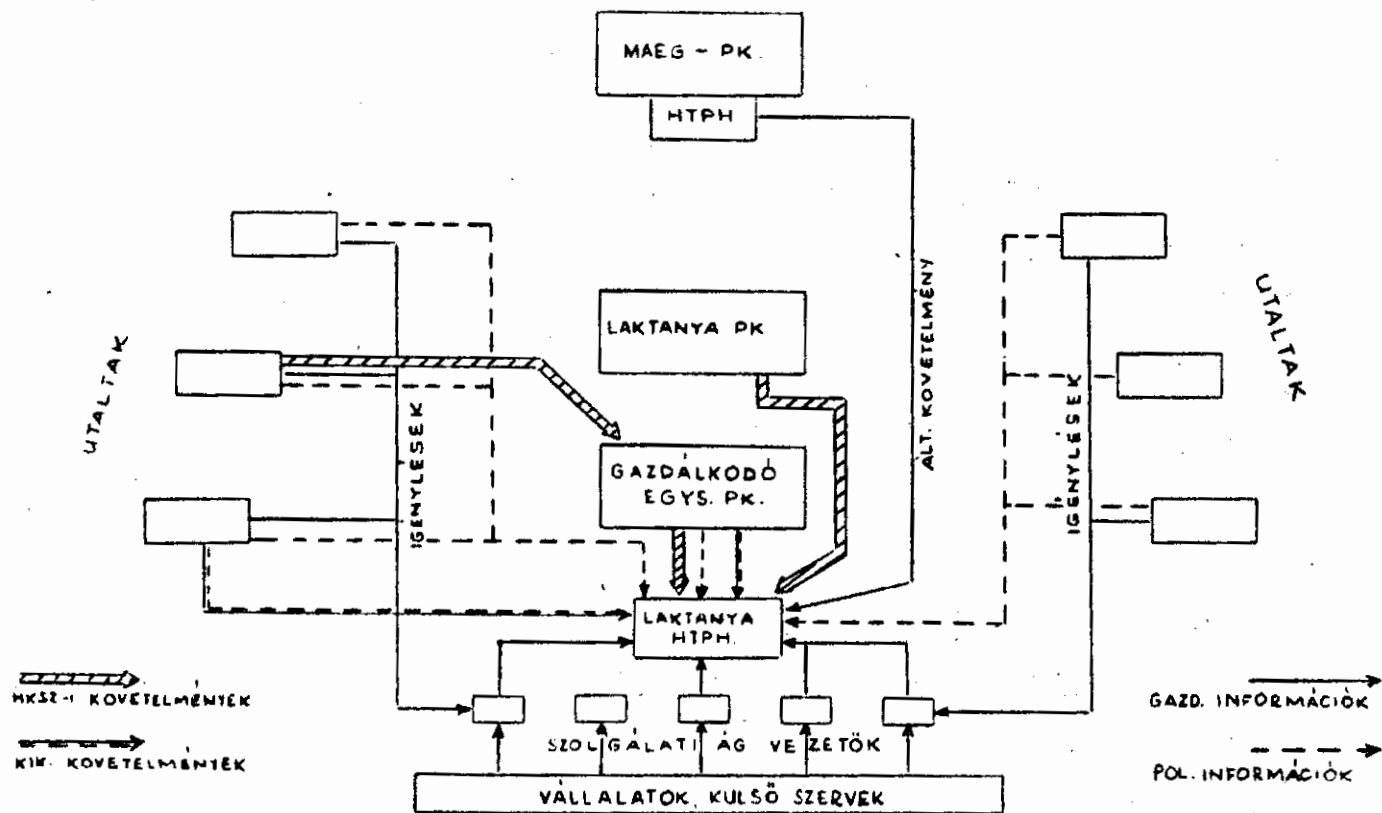 MAEG - PK.
HTPH
UTALTAK
IGÉNYLÉSEK
LAKTANYA PK
ALT. KÖVETELMÉNY
IGÉNYLÉSEK
UTALTAK
GAZDÁLKODÓ
EGYS. PK.
LAKTANYA
HTPH.
HKSZ-I KÖVETELMÉNYEK
KIK. KÖVETELMÉNYEK
SZOLGÁLATI ÁG VEZETŐK
VÁLLALATOK, KÜLSŐ SZERVEK
GAZD. INFORMÁCIÓK
POL. INFORMÁCIÓK